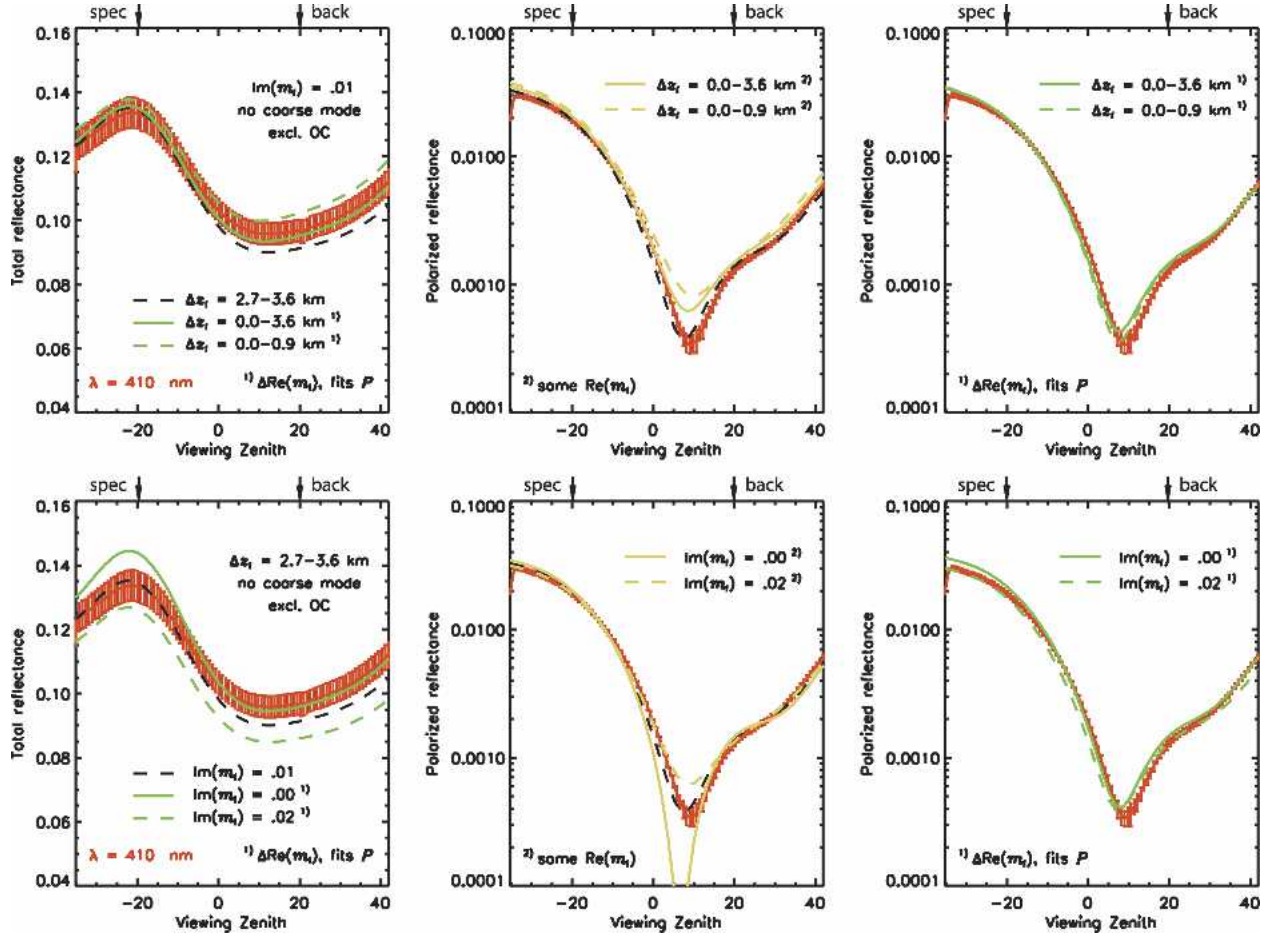 spec back
0.16
0.14
0.12
0.10
0.08
0.06
0.04
Total reflectance
Im(m_f) = .01
no coarse mode
excl. OC
Δz_f = 2.7–3.6 km
Δz_f = 0.0–3.6 km ¹⁾
Δz_f = 0.0–0.9 km ¹⁾
λ = 410 nm ¹⁾ ΔRe(m_f), fits P
−20 0 20 40
Viewing Zenith
spec back
0.1000
0.0100
0.0010
0.0001
Polarized reflectance
Δz_f = 0.0–3.6 km ²⁾
Δz_f = 0.0–0.9 km ²⁾
²⁾ some Re(m_f)
−20 0 20 40
Viewing Zenith
spec back
0.1000
0.0100
0.0010
0.0001
Polarized reflectance
Δz_f = 0.0–3.6 km ¹⁾
Δz_f = 0.0–0.9 km ¹⁾
¹⁾ ΔRe(m_f), fits P
−20 0 20 40
Viewing Zenith
spec back
0.16
0.14
0.12
0.10
0.08
0.06
0.04
Total reflectance
Δz_f = 2.7–3.6 km
no coarse mode
excl. OC
Im(m_f) = .01
Im(m_f) = .00 ¹⁾
Im(m_f) = .02 ¹⁾
λ = 410 nm ¹⁾ ΔRe(m_f), fits P
−20 0 20 40
Viewing Zenith
spec back
0.1000
0.0100
0.0010
0.0001
Polarized reflectance
Im(m_f) = .00 ²⁾
Im(m_f) = .02 ²⁾
²⁾ some Re(m_f)
−20 0 20 40
Viewing Zenith
spec back
0.1000
0.0100
0.0010
0.0001
Polarized reflectance
Im(m_f) = .00 ¹⁾
Im(m_f) = .02 ¹⁾
¹⁾ ΔRe(m_f), fits P
−20 0 20 40
Viewing Zenith